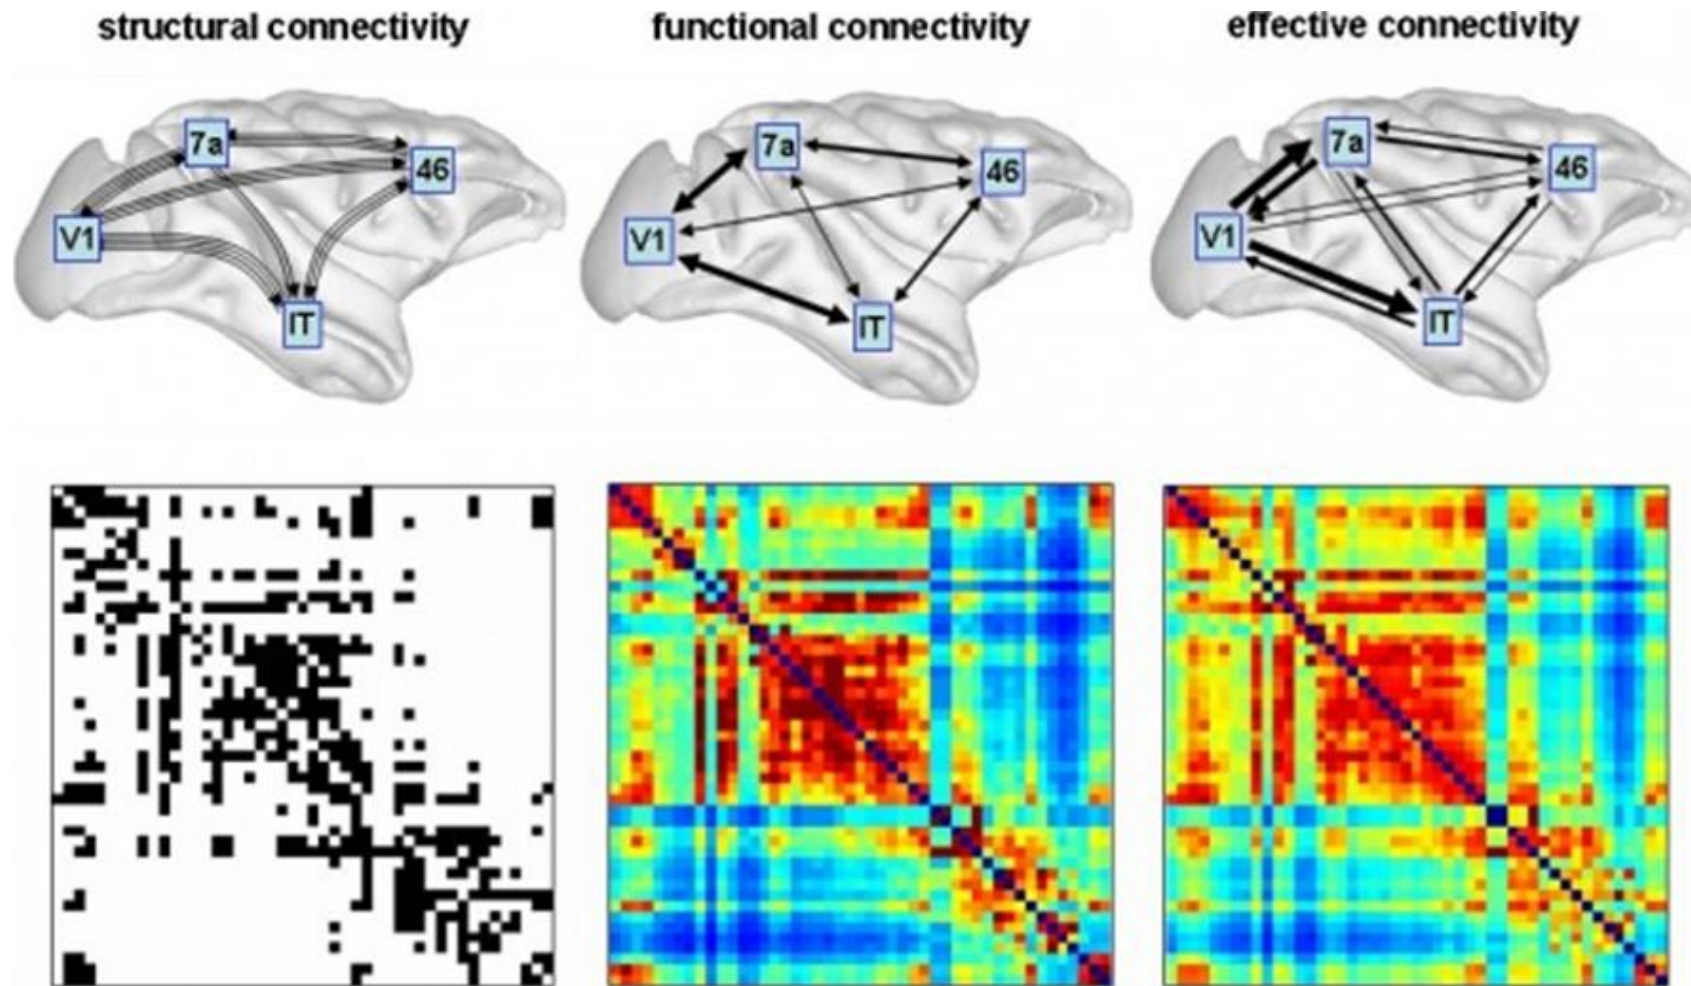 structural connectivity
functional connectivity
effective connectivity
7a
46
V1
IT
7a
46
V1
IT
7a
46
V1
IT